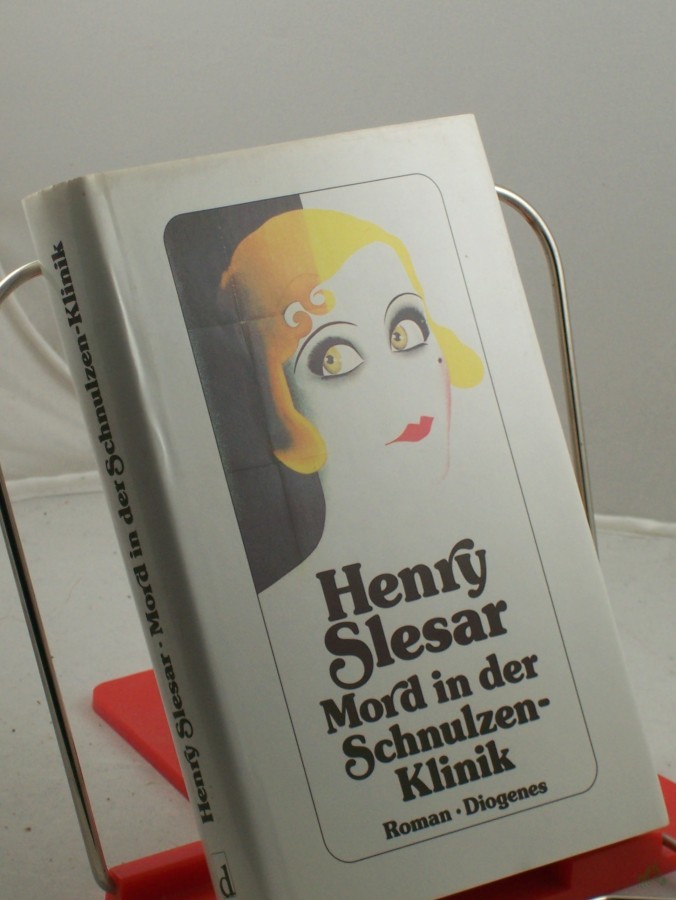 Henry Slesar · Mord in der Schnulzen-Klinik
d
Henry
Slesar
Mord in der
Schnulzen-
Klinik
Roman · Diogenes